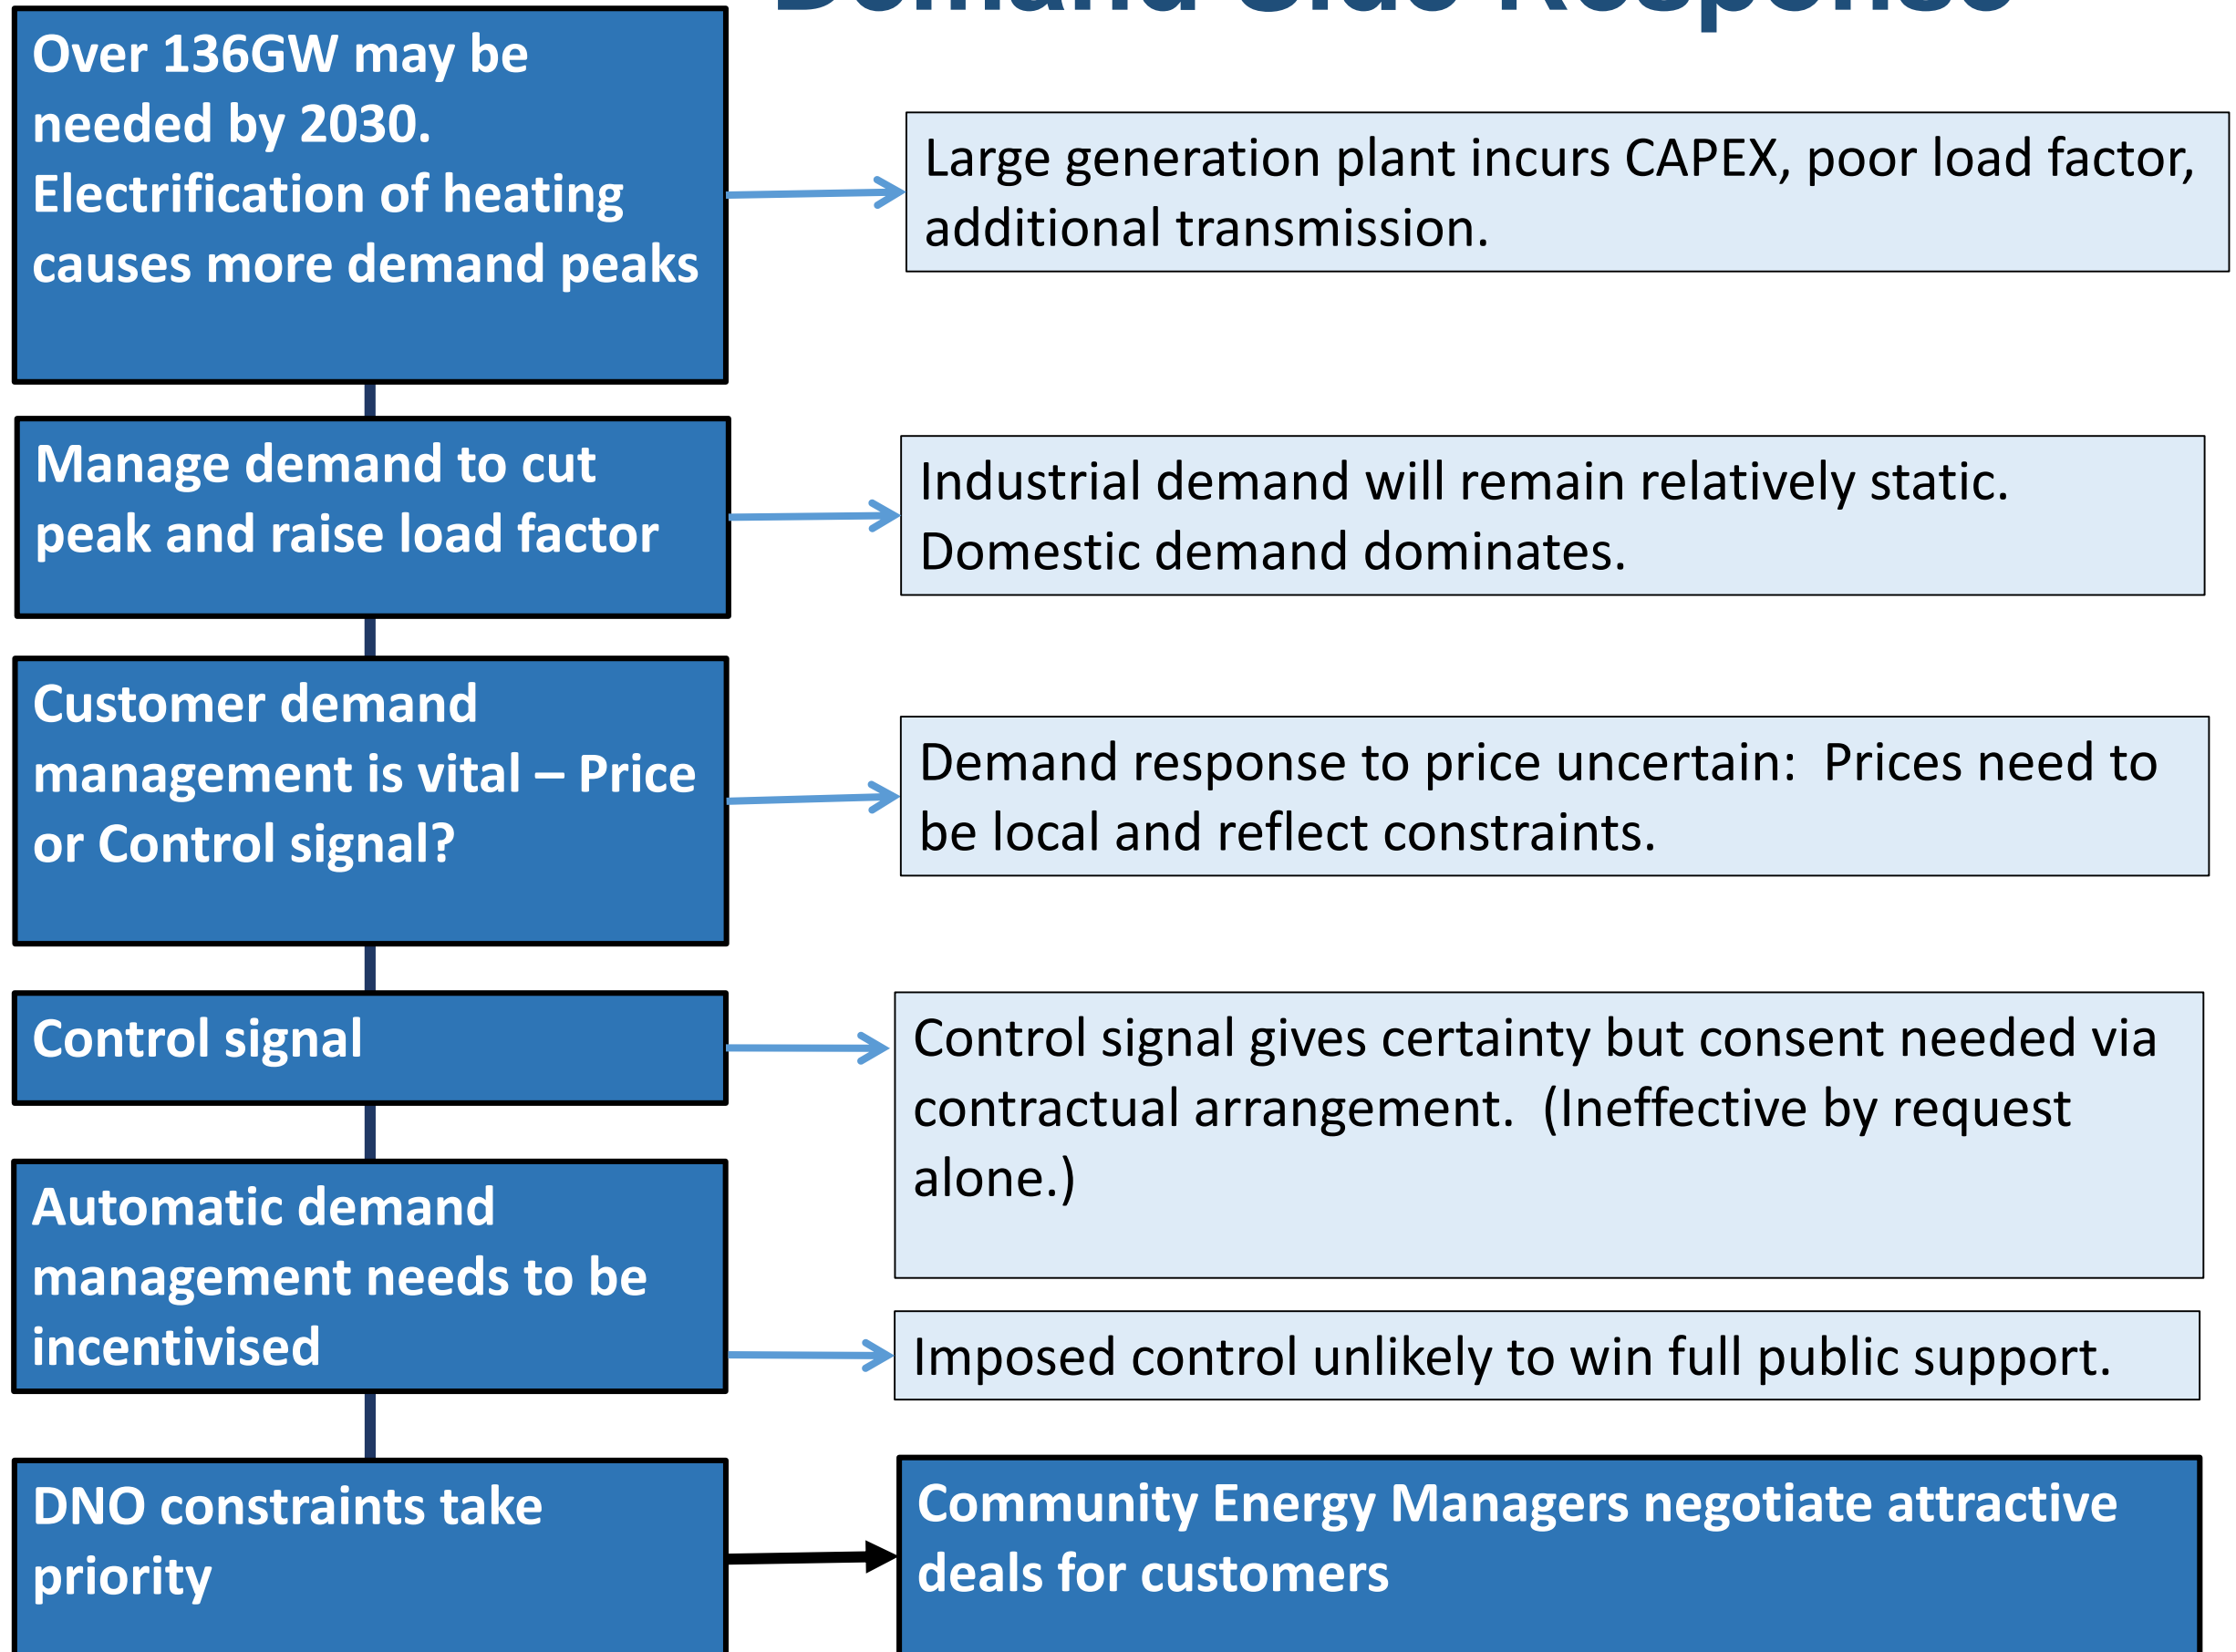 Demand Side Response
Over 136GW may be
needed by 2030.
Electrification of heating
causes more demand peaks
Large generation plant incurs CAPEX, poor load factor,
additional transmission.
Manage demand to cut
peak and raise load factor
Industrial demand will remain relatively static.
Domestic demand dominates.
Customer demand
management is vital – Price
or Control signal?
Demand response to price uncertain:  Prices need to
be local and reflect constraints.
Control signal
Control signal gives certainty but consent needed via
contractual arrangement.  (Ineffective by request
alone.)
Automatic demand
management needs to be
incentivised
Imposed control unlikely to win full public support.
DNO constraints take
priority
Community Energy Managers negotiate attractive
deals for customers